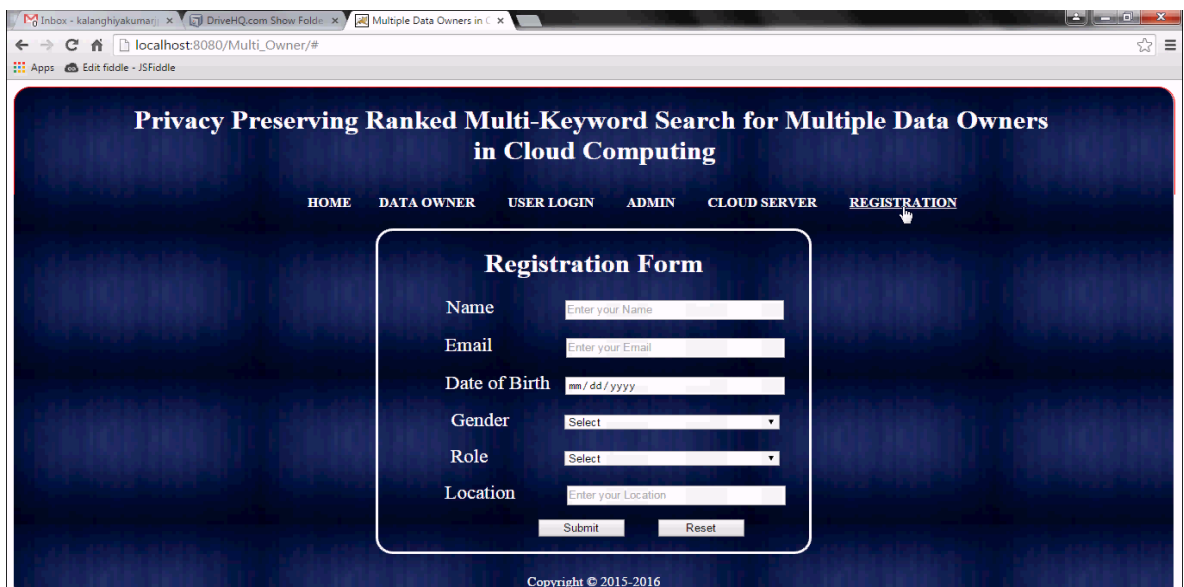 Inbox - kalanghiyakumarj
DriveHQ.com Show Folde
Multiple Data Owners in C
localhost:8080/Multi_Owner/#
Apps Edit fiddle - JSFiddle
Privacy Preserving Ranked Multi-Keyword Search for Multiple Data Owners
in Cloud Computing
HOME DATA OWNER USER LOGIN ADMIN CLOUD SERVER REGISTRATION
Registration Form
Name Enter your Name
Email Enter your Email
Date of Birth mm/dd/yyyy
Gender Select
Role Select
Location Enter your Location
Submit Reset
Copyright © 2015-2016